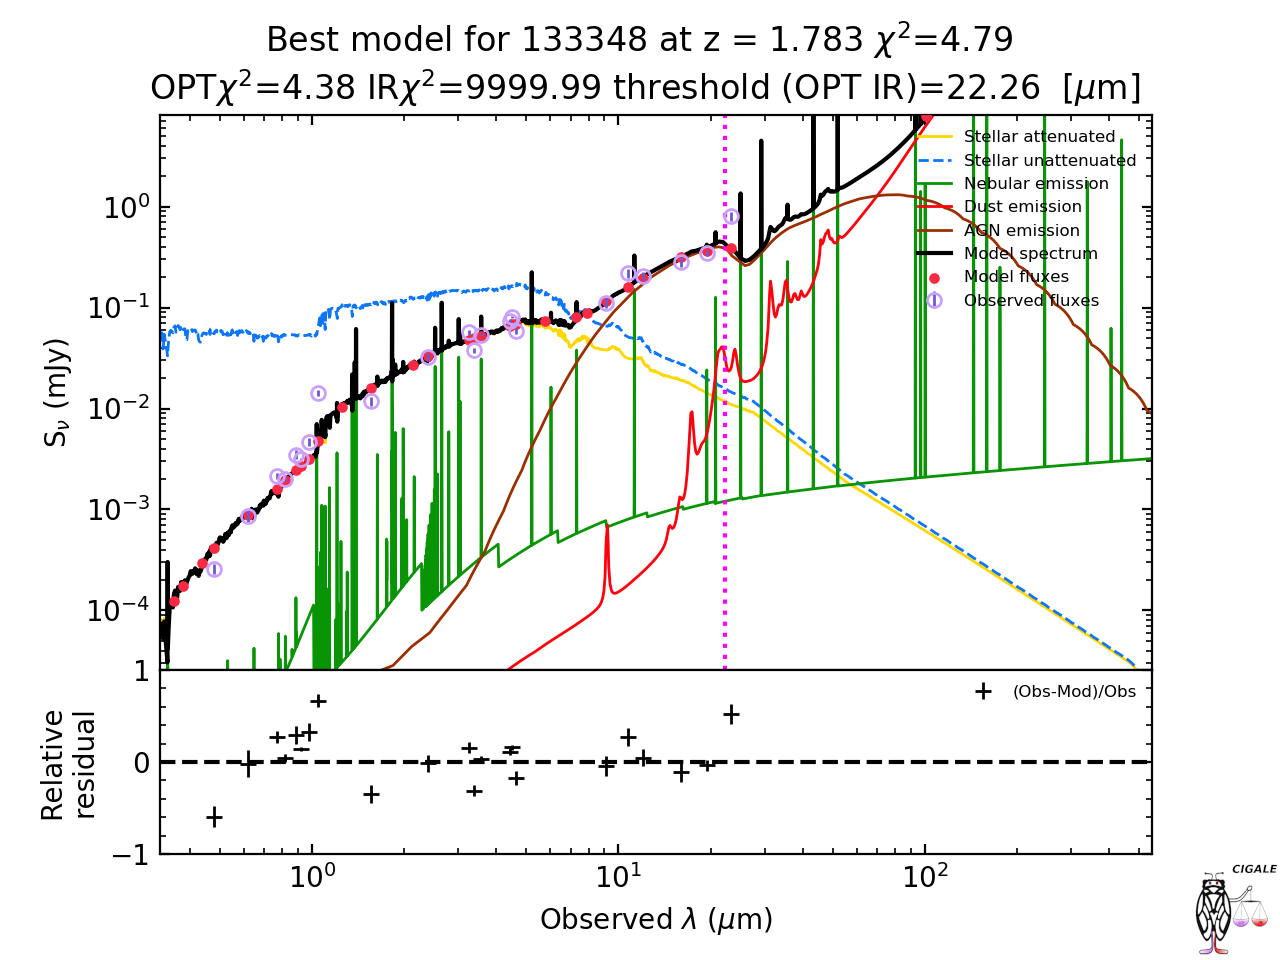 Best model for 133348 at z = 1.783 χ²=4.79
OPTχ²=4.38 IRχ²=9999.99 threshold (OPT IR)=22.26 [μm]
Stellar attenuated
Stellar unattenuated
Nebular emission
Dust emission
AGN emission
Model spectrum
Model fluxes
Observed fluxes
S_ν (mJy)
10⁰
10⁻¹
10⁻²
10⁻³
10⁻⁴
1
0
−1
Relative
residual
(Obs-Mod)/Obs
10⁰ 10¹ 10²
Observed λ (μm)
CIGALE